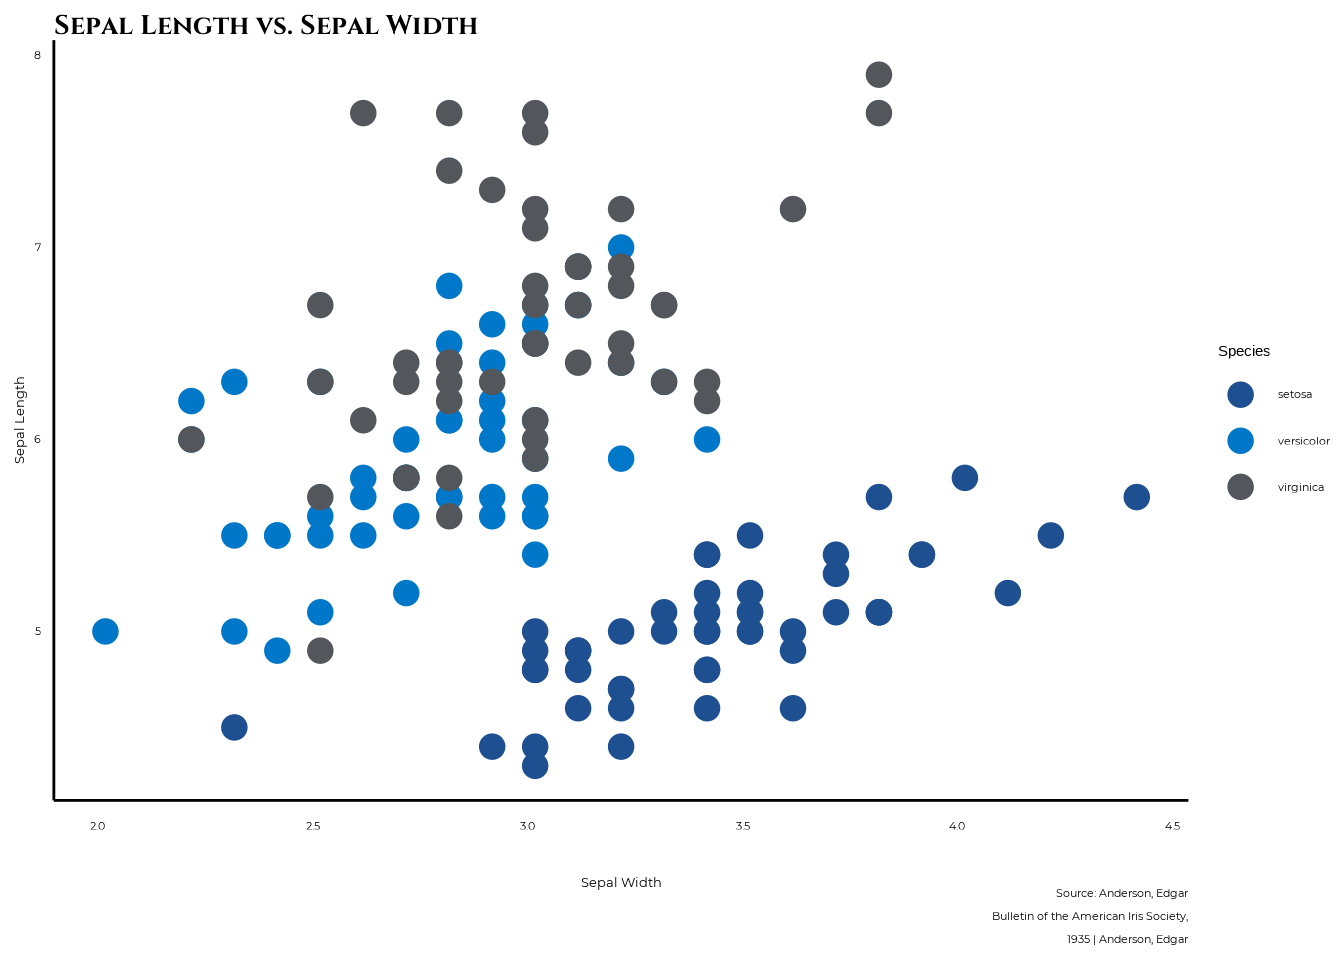 SEPAL LENGTH VS. SEPAL WIDTH
8
7
6
5
Sepal Length
2.0 2.5 3.0 3.5 4.0 4.5
Sepal Width
Species
setosa
versicolor
virginica
Source: Anderson, Edgar
Bulletin of the American Iris Society,
1935 | Anderson, Edgar